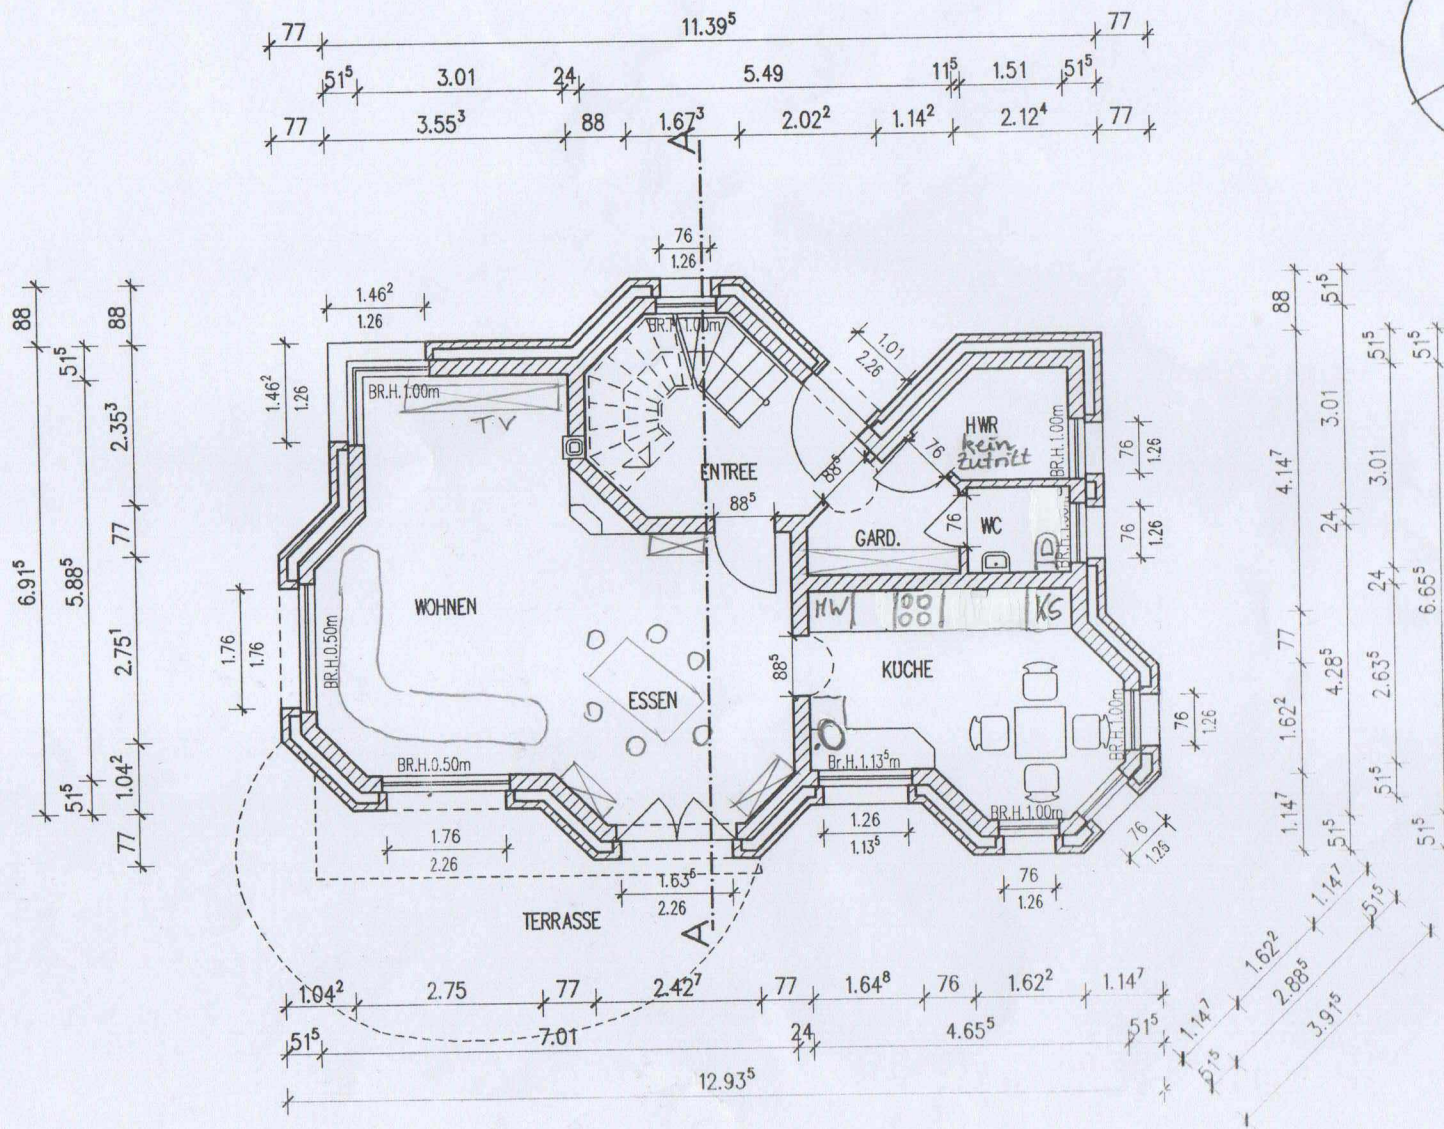 77 11.39⁵ 77
51⁵ 3.01 24 5.49 11⁵ 1.51 51⁵
77 3.55³ 88 1.67³ 2.02² 1.14² 2.12⁴ 77
A
76
1.26
1.46²
1.26
1.46²
1.26
BR.H.1.00m
BR.H.1.00m
TV
1.01
2.26
HWR
kein
Zutritt
BR.H.1.00m
76
1.26
ENTREE
88⁵
88⁵
76
76
GARD.
WC
76
1.26
WOHNEN
ESSEN
KÜCHE
KS
88⁵
1.76
1.76
BR.H.0.50m
BR.H.0.50m
Br.H.1.13⁵m
BR.H.1.00m
BR.H.1.00m
76
1.26
76
1.26
76
1.26
1.76
2.26
1.63⁵
2.26
1.26
1.13⁵
TERRASSE
A
88
6.91⁵
51⁵
5.88⁵
51⁵
88
2.35³
77
2.75¹
1.04²
77
88
4.14⁷
77
1.62²
1.14⁷
51⁵
3.01
24
4.28⁵
51⁵
51⁵
3.01
24
2.63⁵
51⁵
51⁵
6.65⁵
51⁵
1.14⁷
1.62²
1.14⁷
51⁵
2.88⁵
51⁵
3.91⁵
1.04² 2.75 77 2.42⁷ 77 1.64⁸ 76 1.62² 1.14⁷
51⁵ 7.01 24 4.65⁵ 51⁵
12.93⁵